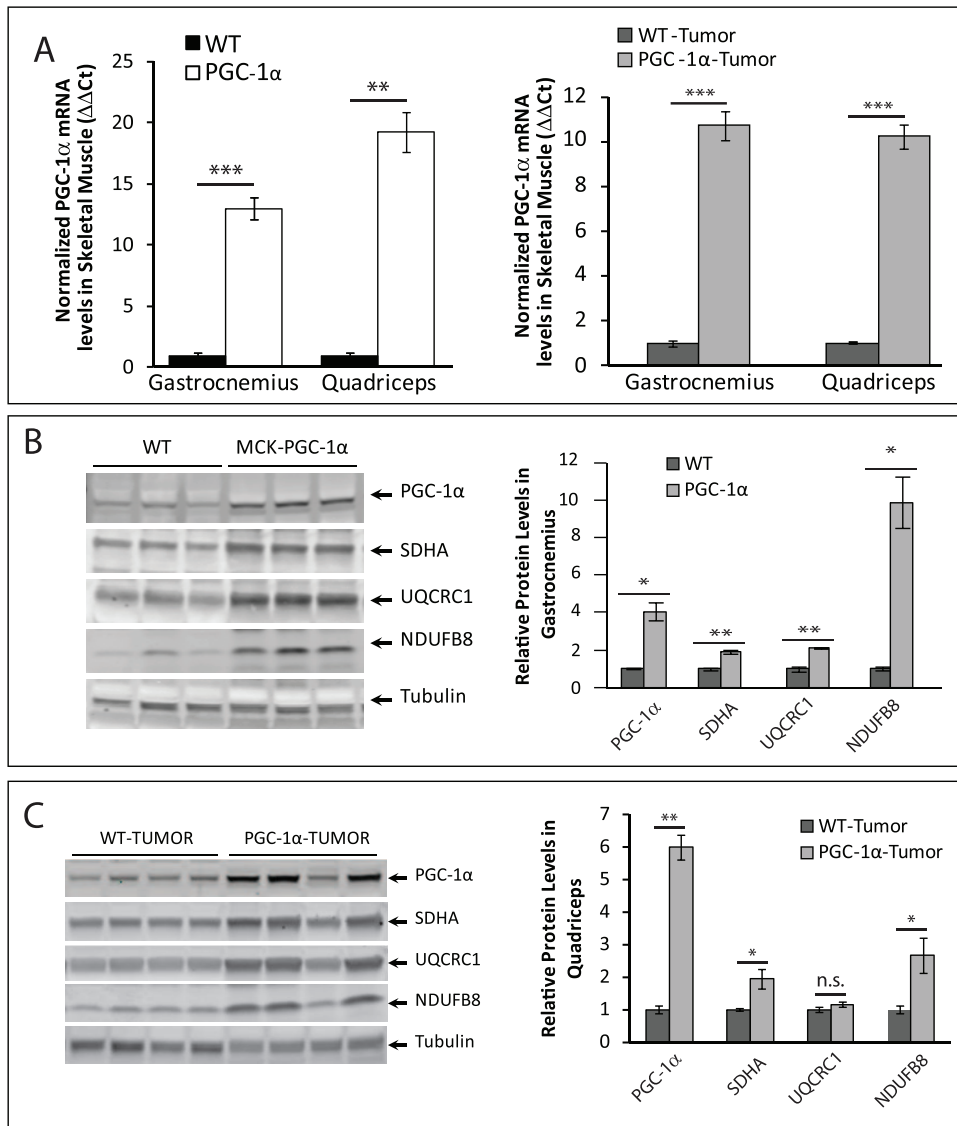 A
WT
PGC-1α
Normalized PGC-1α mRNA
levels in Skeletal Muscle (ΔΔCt)
25
20
15
10
5
0
***
**
Gastrocnemius
Quadriceps
WT-Tumor
PGC-1α-Tumor
Normalized PGC-1α mRNA
levels in Skeletal Muscle (ΔΔCt)
12
10
8
6
4
2
0
***
***
Gastrocnemius
Quadriceps
B
WT
MCK-PGC-1α
PGC-1α
SDHA
UQCRC1
NDUFB8
Tubulin
Relative Protein Levels in
Gastrocnemius
12
10
8
6
4
2
0
WT
PGC-1α
*
**
**
*
PGC-1α
SDHA
UQCRC1
NDUFB8
C
WT-TUMOR
PGC-1α-TUMOR
PGC-1α
SDHA
UQCRC1
NDUFB8
Tubulin
Relative Protein Levels in
Quadriceps
7
6
5
4
3
2
1
0
WT-Tumor
PGC-1α-Tumor
**
*
n.s.
*
PGC-1α
SDHA
UQCRC1
NDUFB8